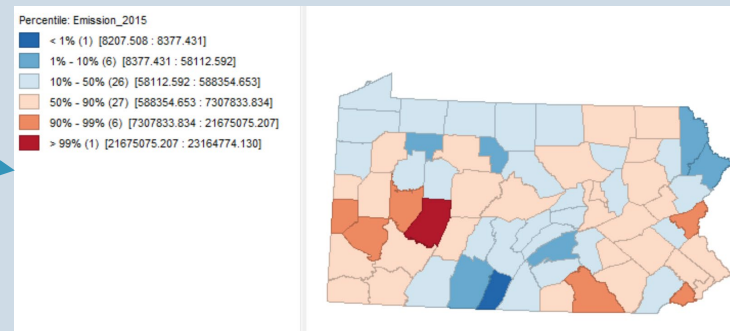 Percentile: Emission_2015
< 1% (1) [8207.508 : 8377.431]
1% - 10% (6) [8377.431 : 58112.592]
10% - 50% (26) [58112.592 : 588354.653]
50% - 90% (27) [588354.653 : 7307833.834]
90% - 99% (6) [7307833.834 : 21675075.207]
> 99% (1) [21675075.207 : 23164774.130]